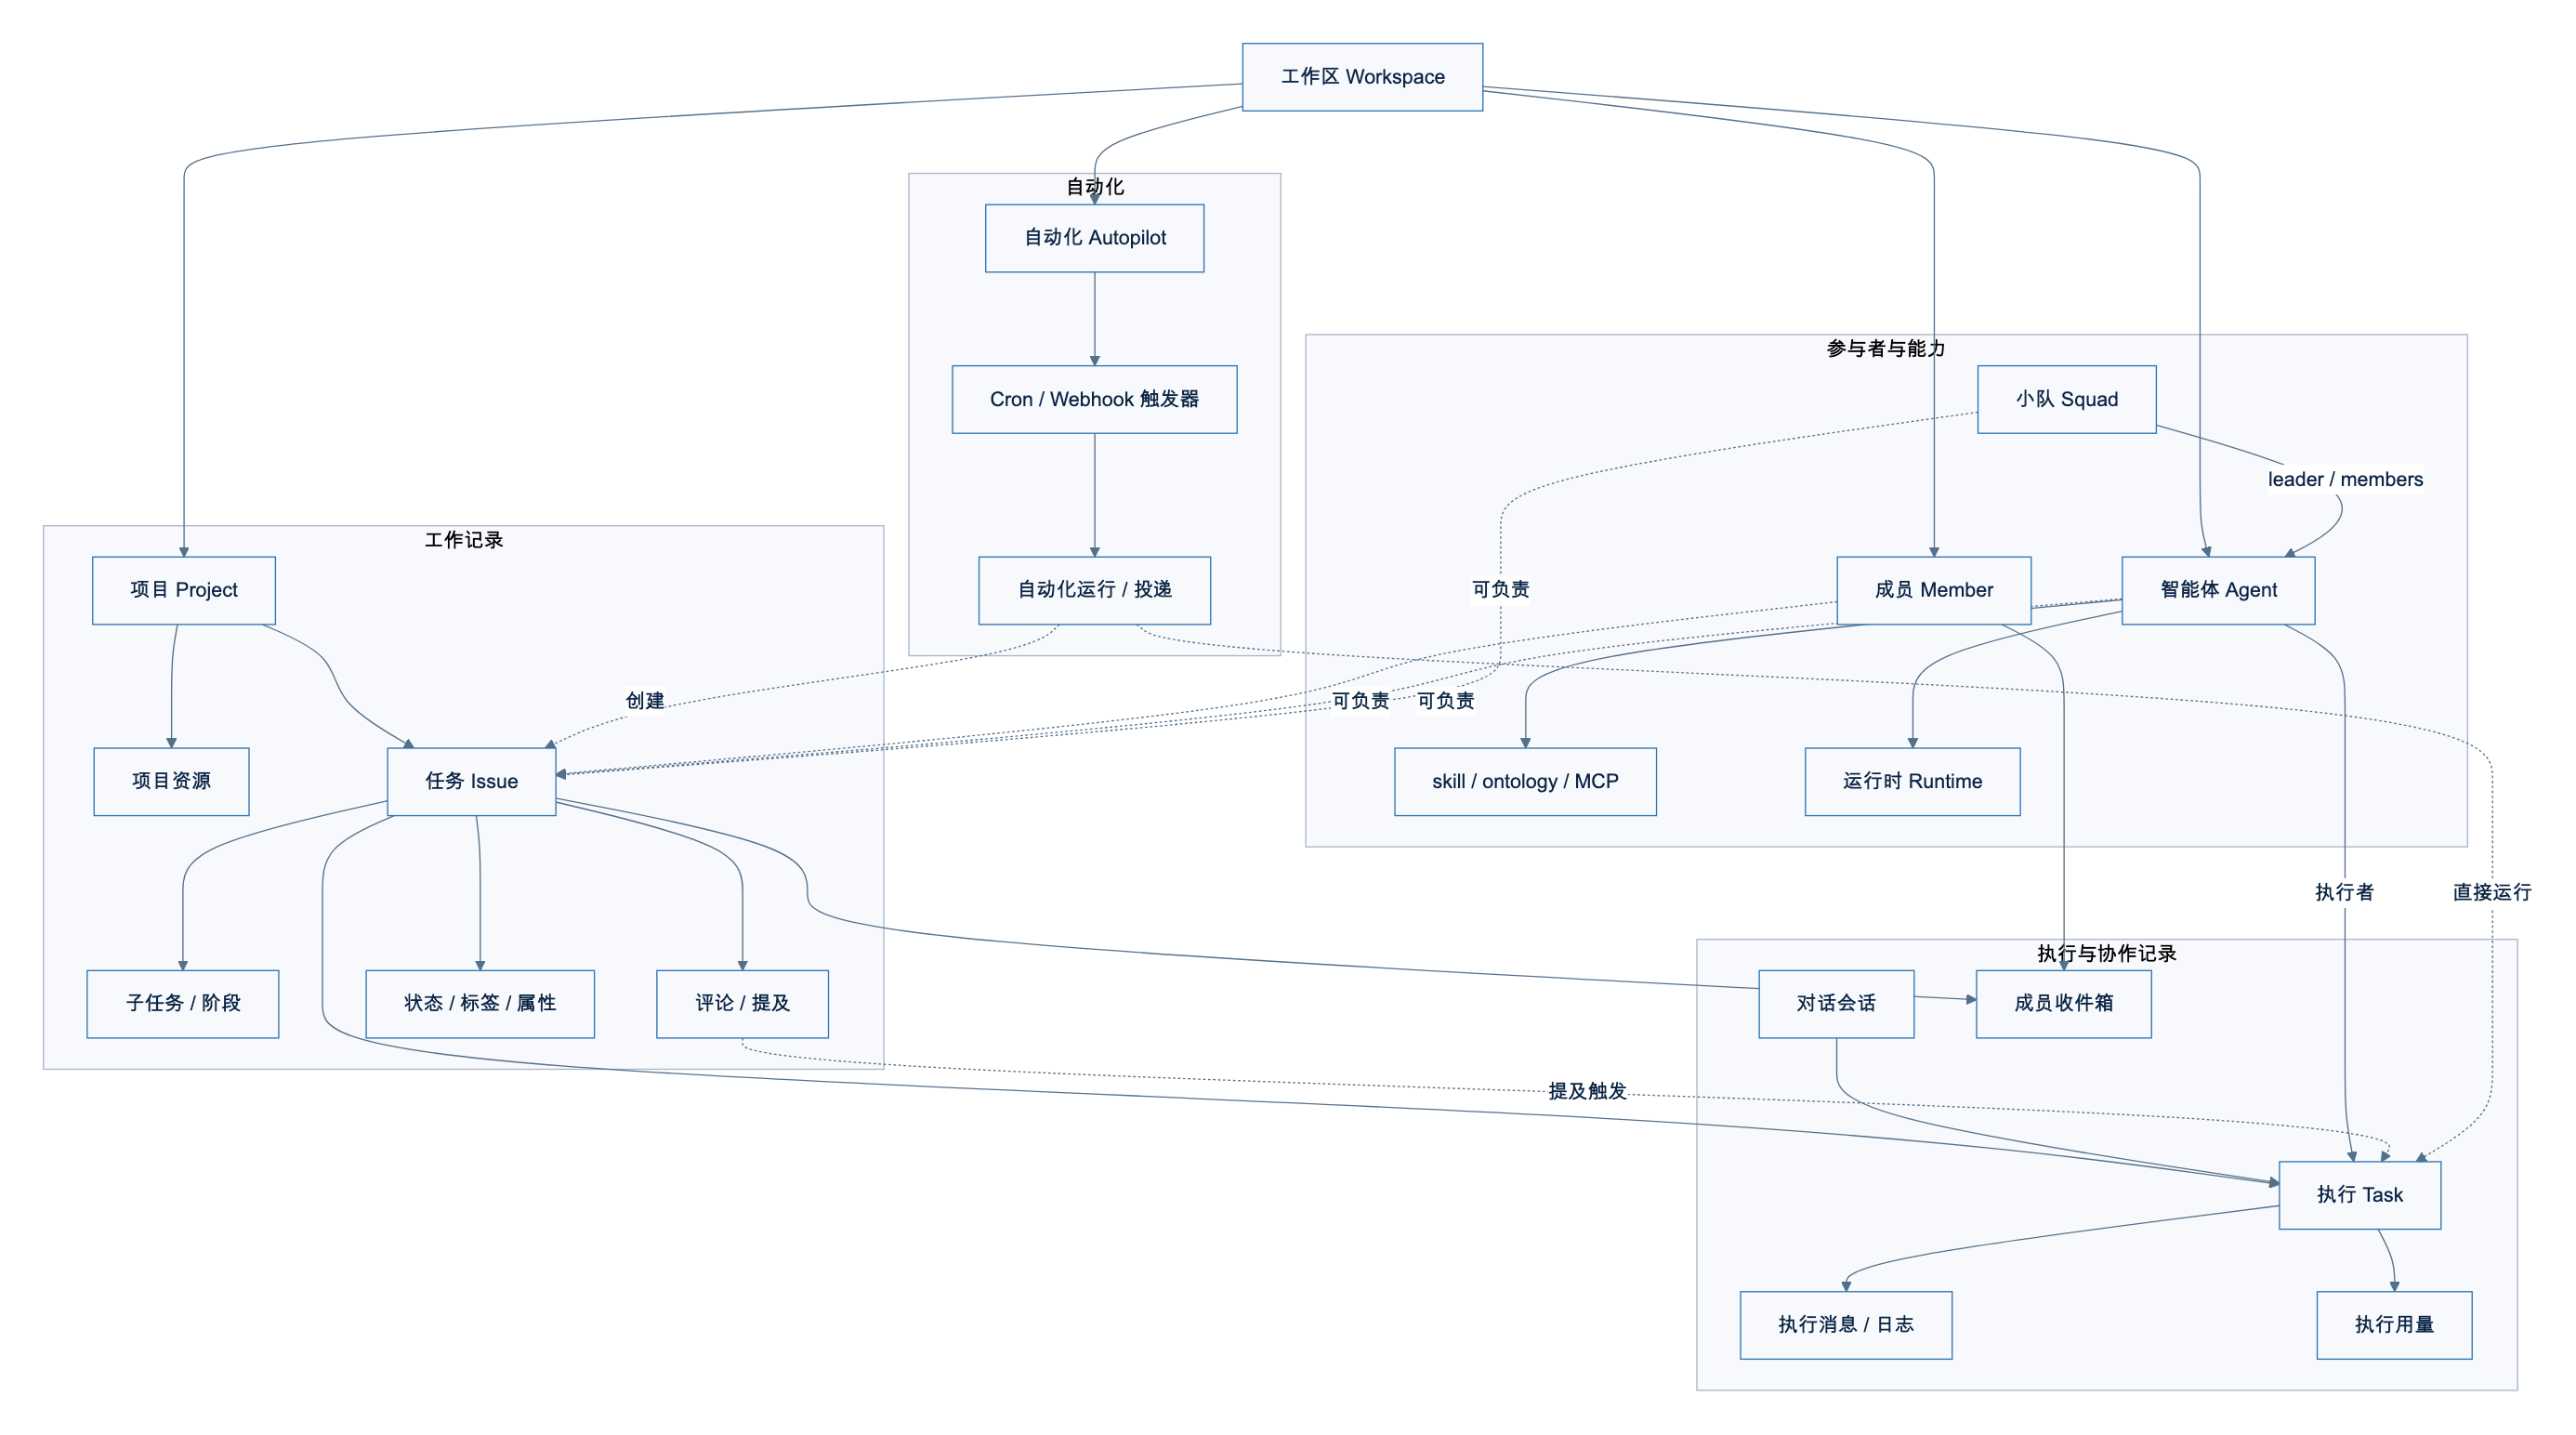 工作区 Workspace
自动化
自动化 Autopilot
参与者与能力
Cron / Webhook 触发器
小队 Squad
leader / members
工作记录
项目 Project
自动化运行 / 投递
可负责
成员 Member
智能体 Agent
创建
可负责
可负责
项目资源
任务 Issue
skill / ontology / MCP
运行时 Runtime
执行者
直接运行
执行与协作记录
子任务 / 阶段
状态 / 标签 / 属性
评论 / 提及
对话会话
成员收件箱
提及触发
执行 Task
执行消息 / 日志
执行用量